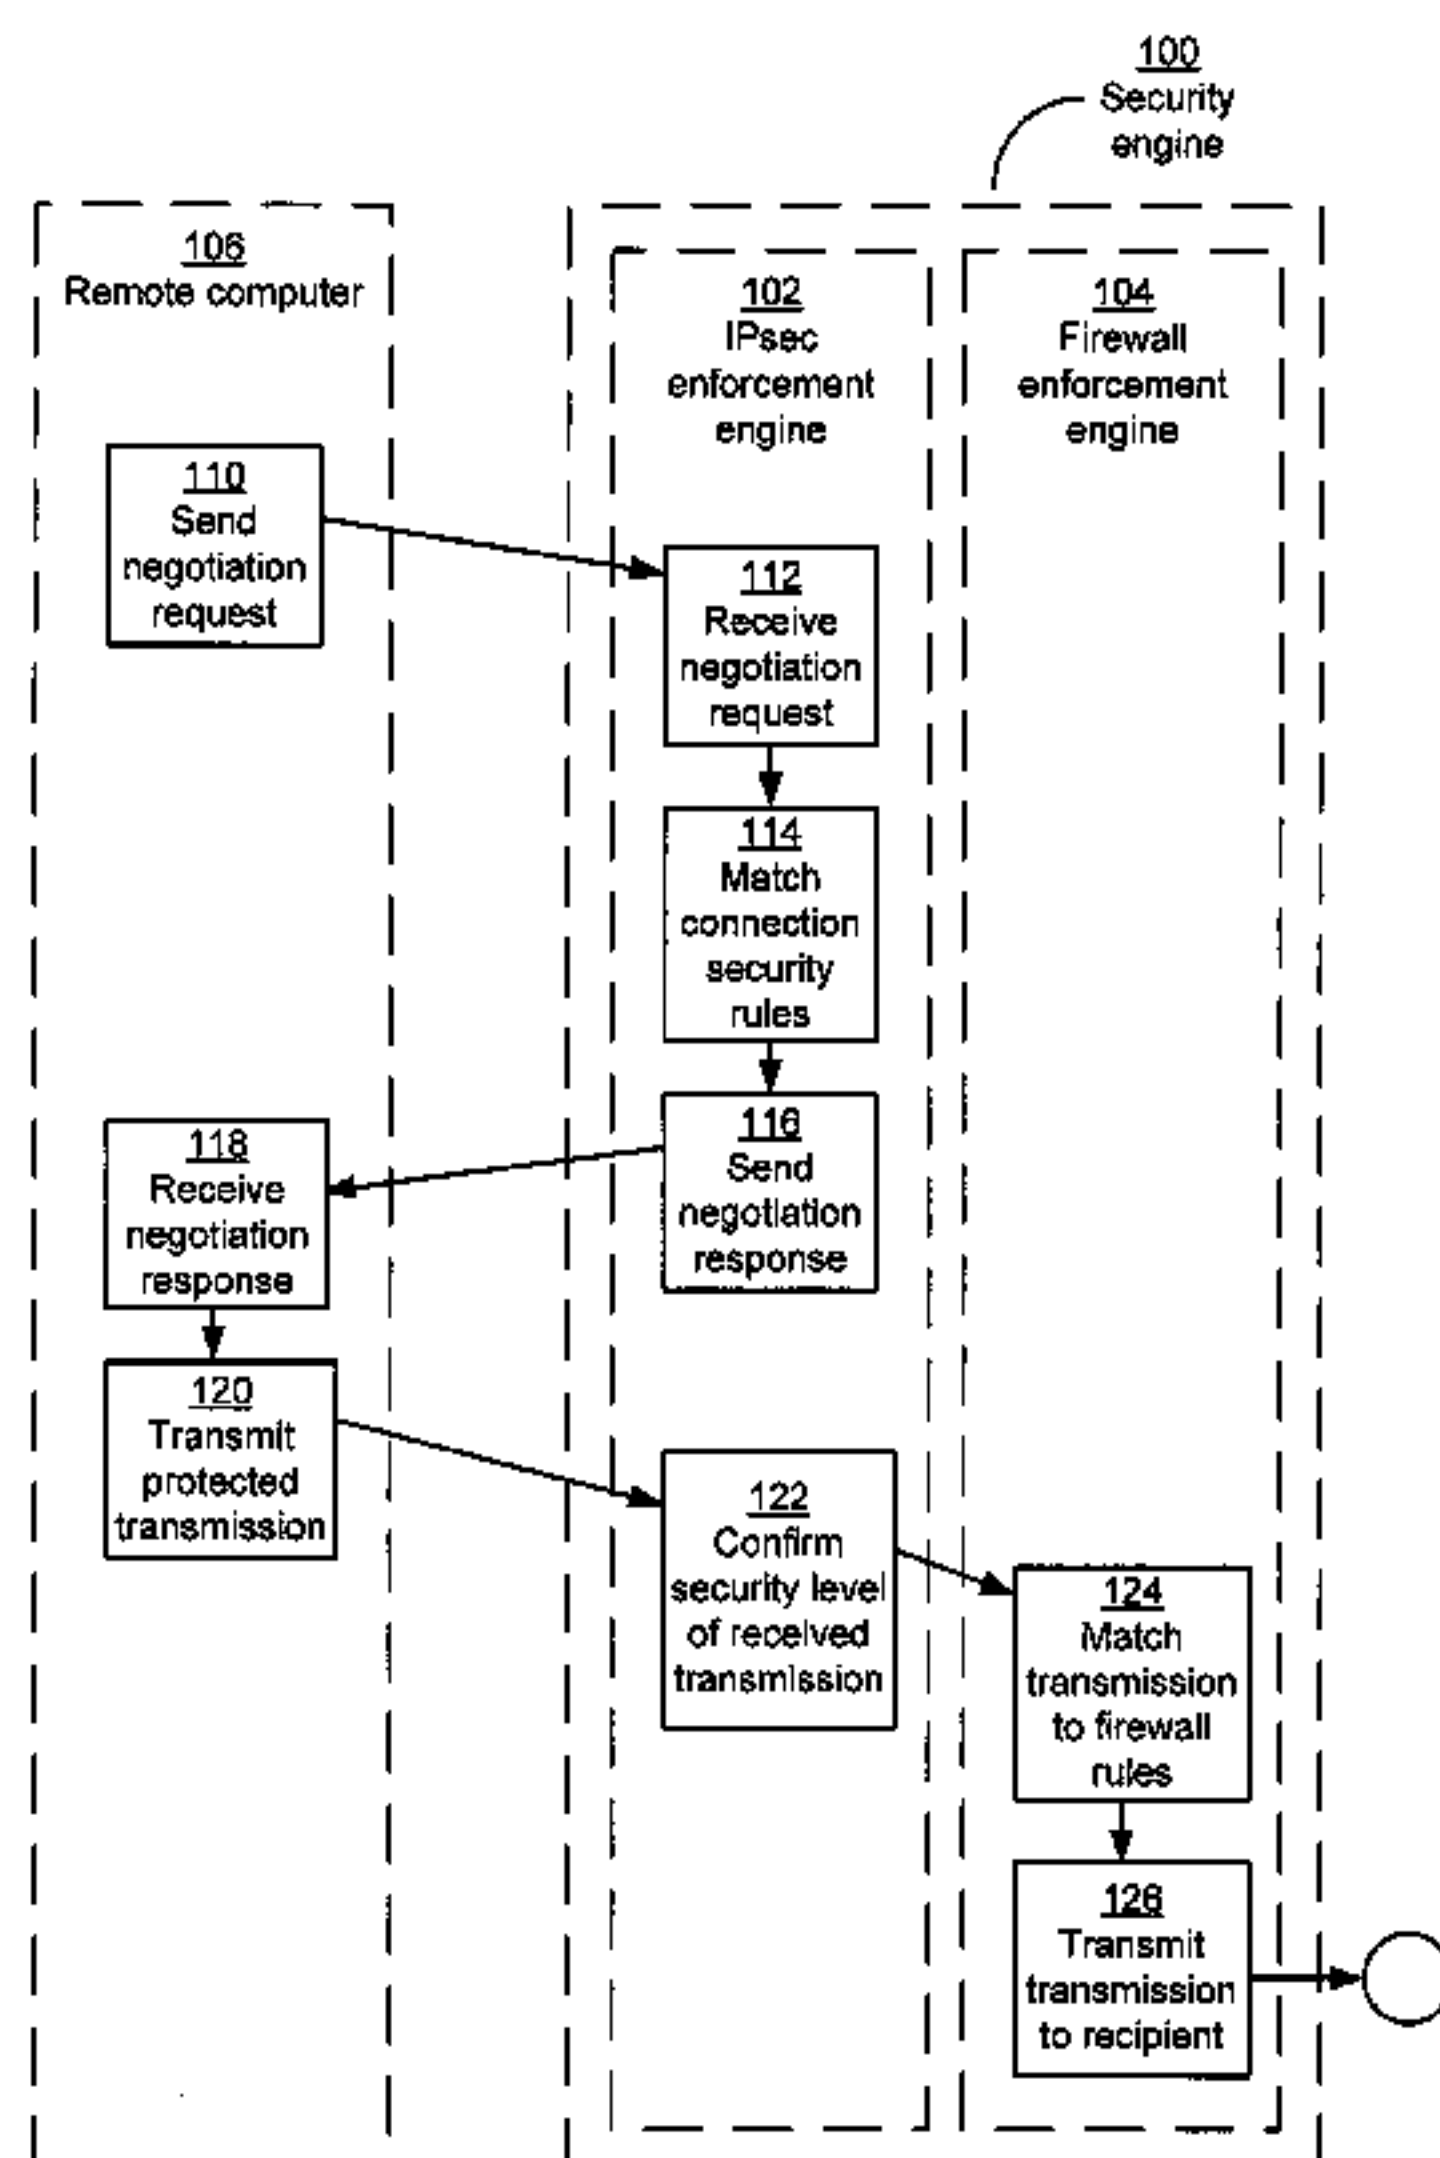 100
Security
engine
106
Remote computer
102
IPsec
enforcement
engine
104
Firewall
enforcement
engine
110
Send
negotiation
request
112
Receive
negotiation
request
114
Match
connection
security
rules
116
Send
negotiation
response
118
Receive
negotiation
response
120
Transmit
protected
transmission
122
Confirm
security level
of received
transmission
124
Match
transmission
to firewall
rules
126
Transmit
transmission
to recipient